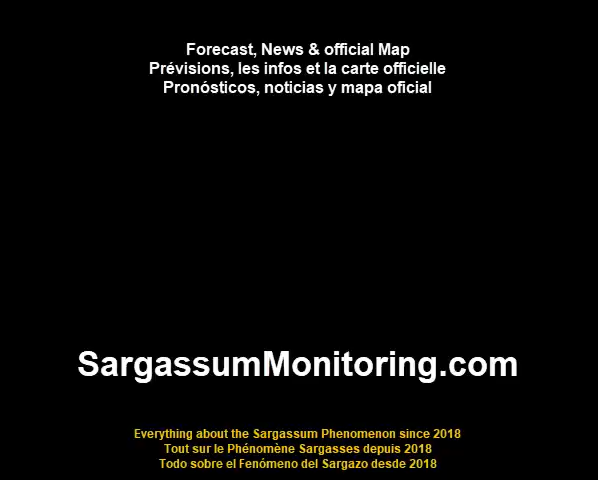 Forecast, News & official Map
Prévisions, les infos et la carte officielle
Pronósticos, noticias y mapa oficial
SargassumMonitoring.com
Everything about the Sargassum Phenomenon since 2018
Tout sur le Phénomène Sargasses depuis 2018
Todo sobre el Fenómeno del Sargazo desde 2018